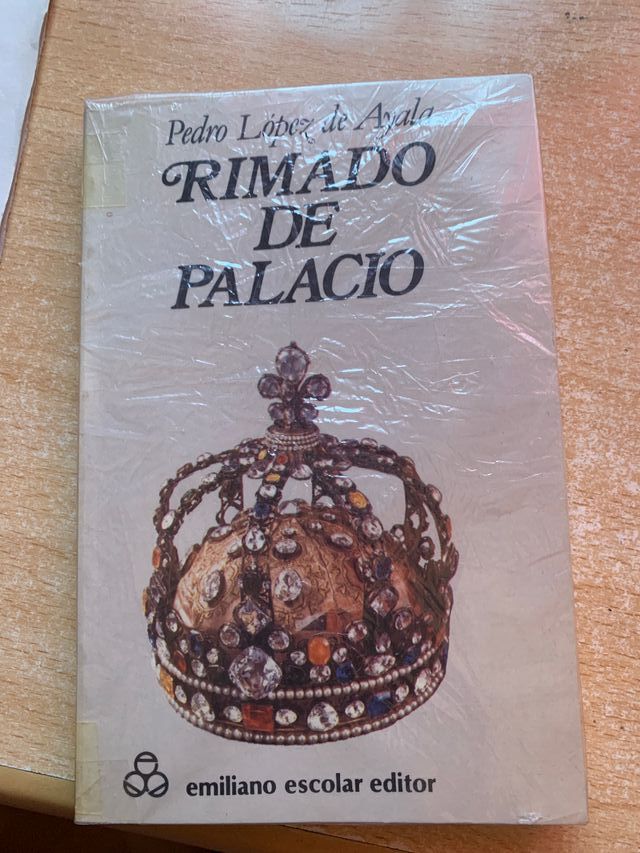 Pedro López de Ayala
RIMADO
DE
PALACIO
emiliano escolar editor